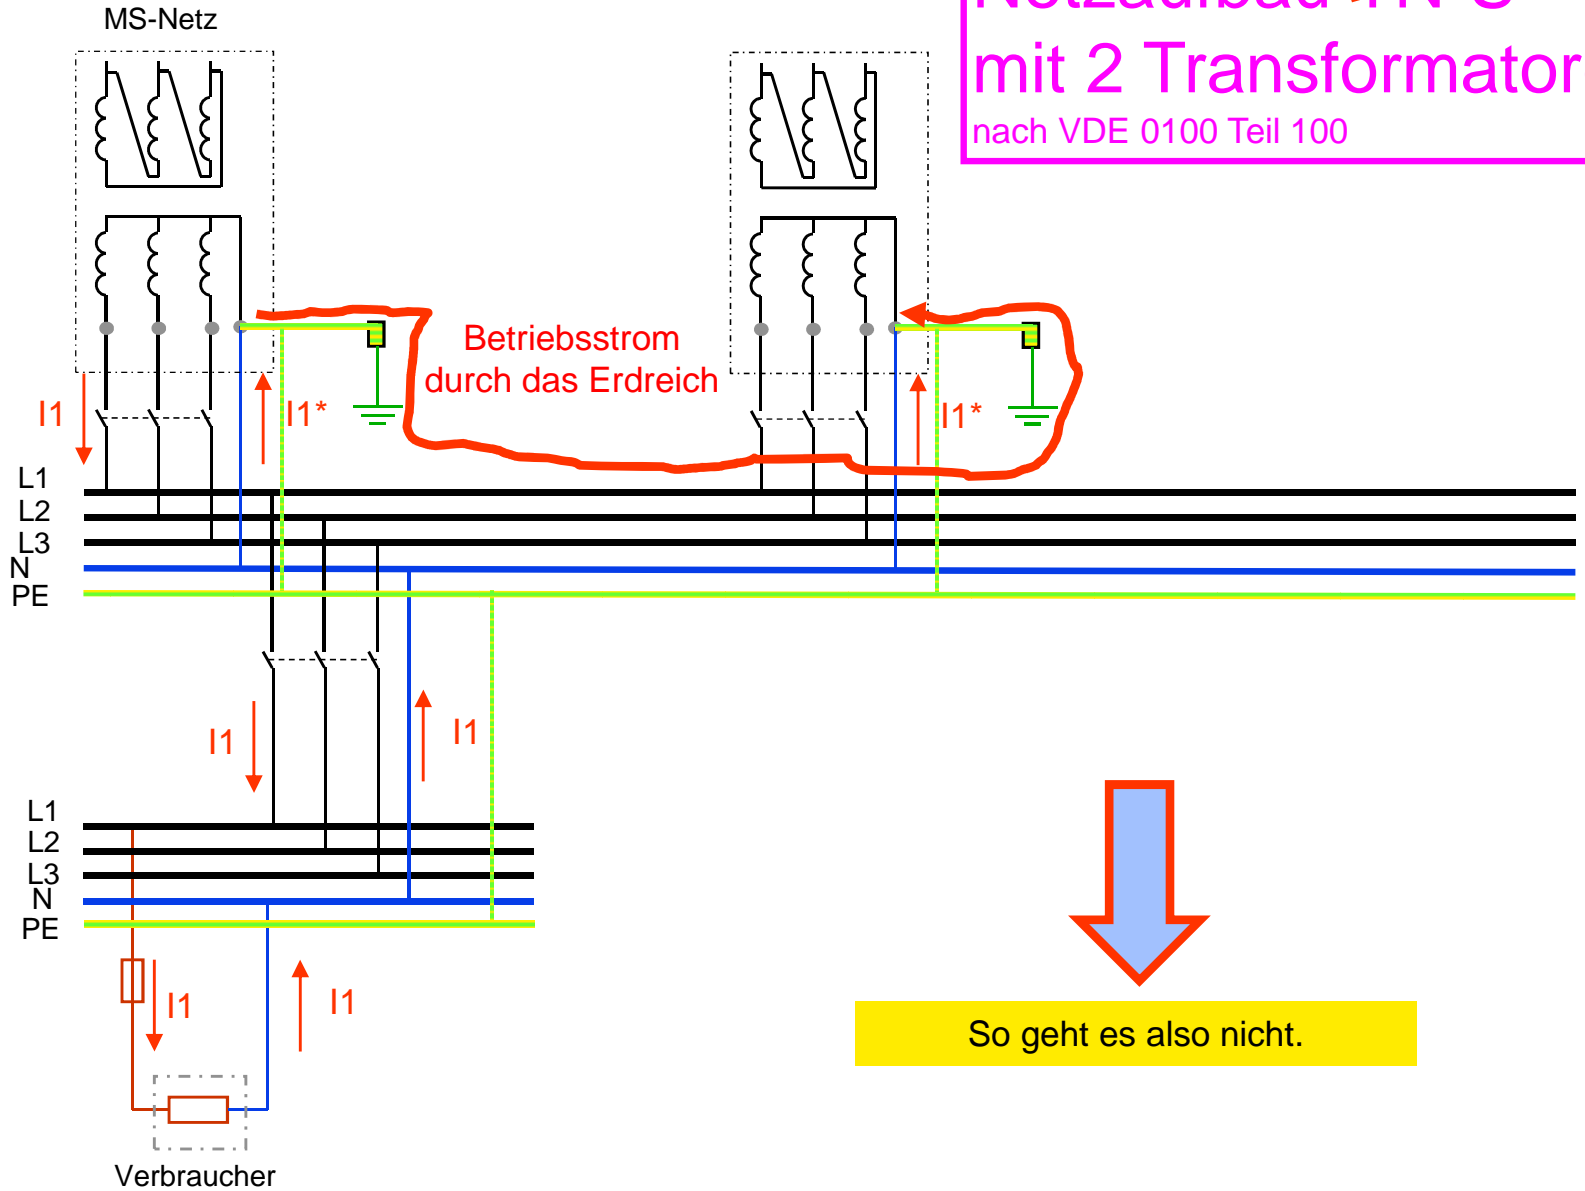 MS-Netz
mit 2 Transformator
nach VDE 0100 Teil 100
Betriebsstrom
durch das Erdreich
I1
I1*
I1*
L1
L2
L3
N
PE
I1
I1
L1
L2
L3
N
PE
I1
I1
So geht es also nicht.
Verbraucher